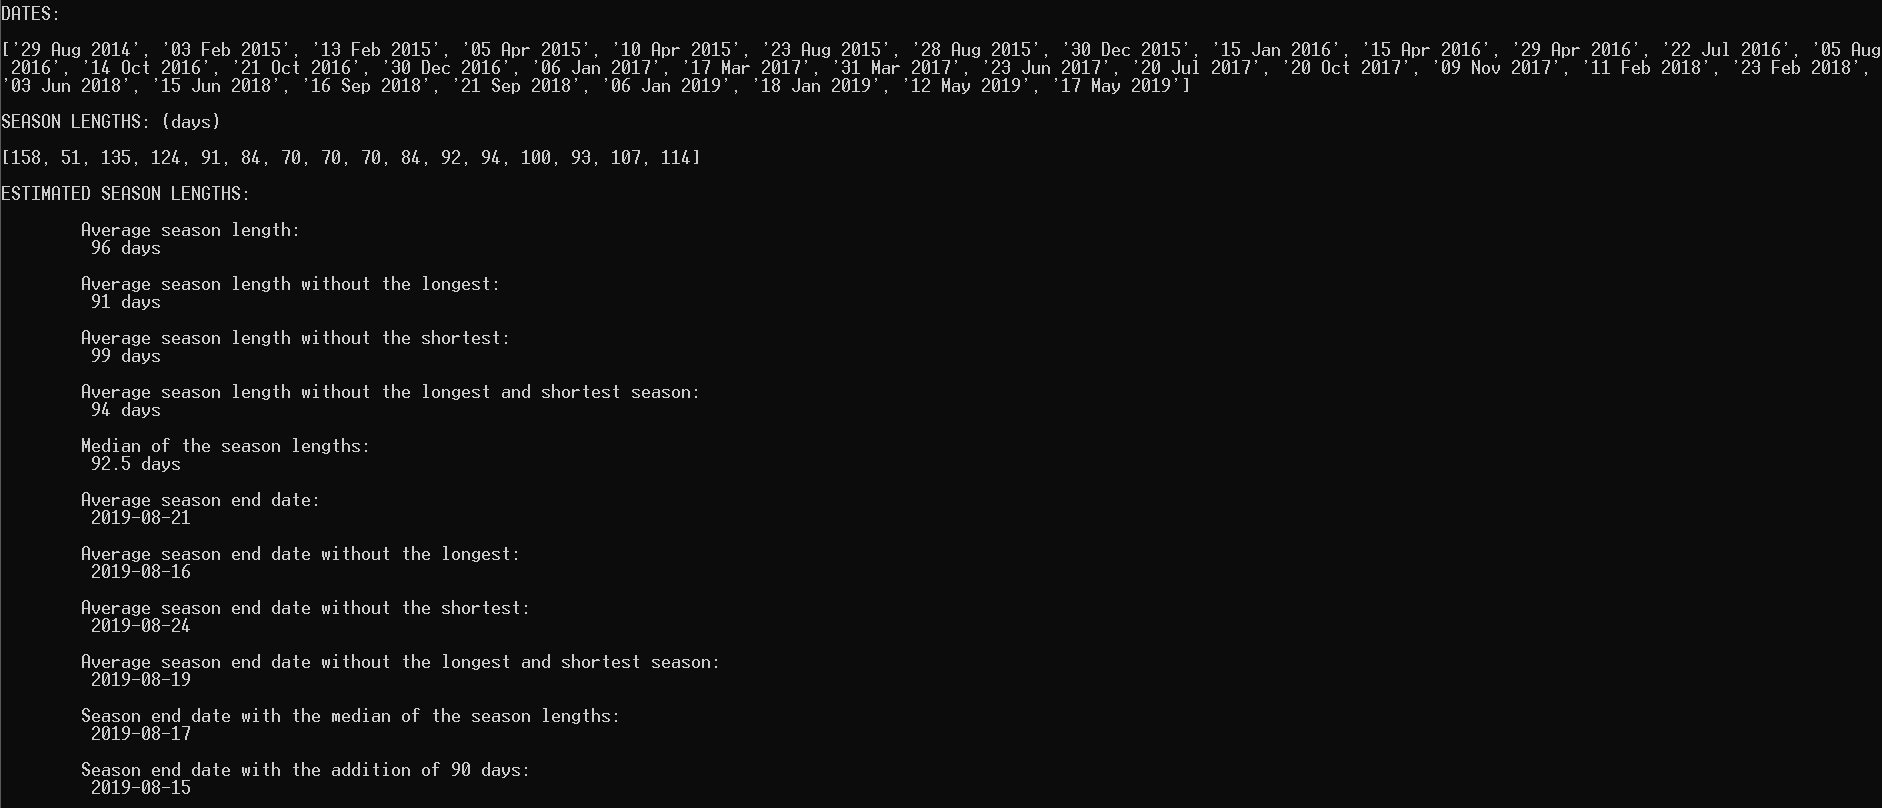 DATES:
['29 Aug 2014', '03 Feb 2015', '13 Feb 2015', '05 Apr 2015', '10 Apr 2015', '23 Aug 2015', '28 Aug 2015', '30 Dec 2015', '15 Jan 2016', '15 Apr 2016', '29 Apr 2016', '22 Jul 2016', '05 Aug
2016', '14 Oct 2016', '21 Oct 2016', '30 Dec 2016', '06 Jan 2017', '17 Mar 2017', '31 Mar 2017', '23 Jun 2017', '20 Jul 2017', '20 Oct 2017', '09 Nov 2017', '11 Feb 2018', '23 Feb 2018',
'03 Jun 2018', '15 Jun 2018', '16 Sep 2018', '21 Sep 2018', '06 Jan 2019', '18 Jan 2019', '12 May 2019', '17 May 2019']
SEASON LENGTHS: (days)
[158, 51, 135, 124, 91, 84, 70, 70, 70, 84, 92, 94, 100, 93, 107, 114]
ESTIMATED SEASON LENGTHS:
Average season length:
96 days
Average season length without the longest:
91 days
Average season length without the shortest:
99 days
Average season length without the longest and shortest season:
94 days
Median of the season lengths:
92.5 days
Average season end date:
2019-08-21
Average season end date without the longest:
2019-08-16
Average season end date without the shortest:
2019-08-24
Average season end date without the longest and shortest season:
2019-08-19
Season end date with the median of the season lengths:
2019-08-17
Season end date with the addition of 90 days:
2019-08-15